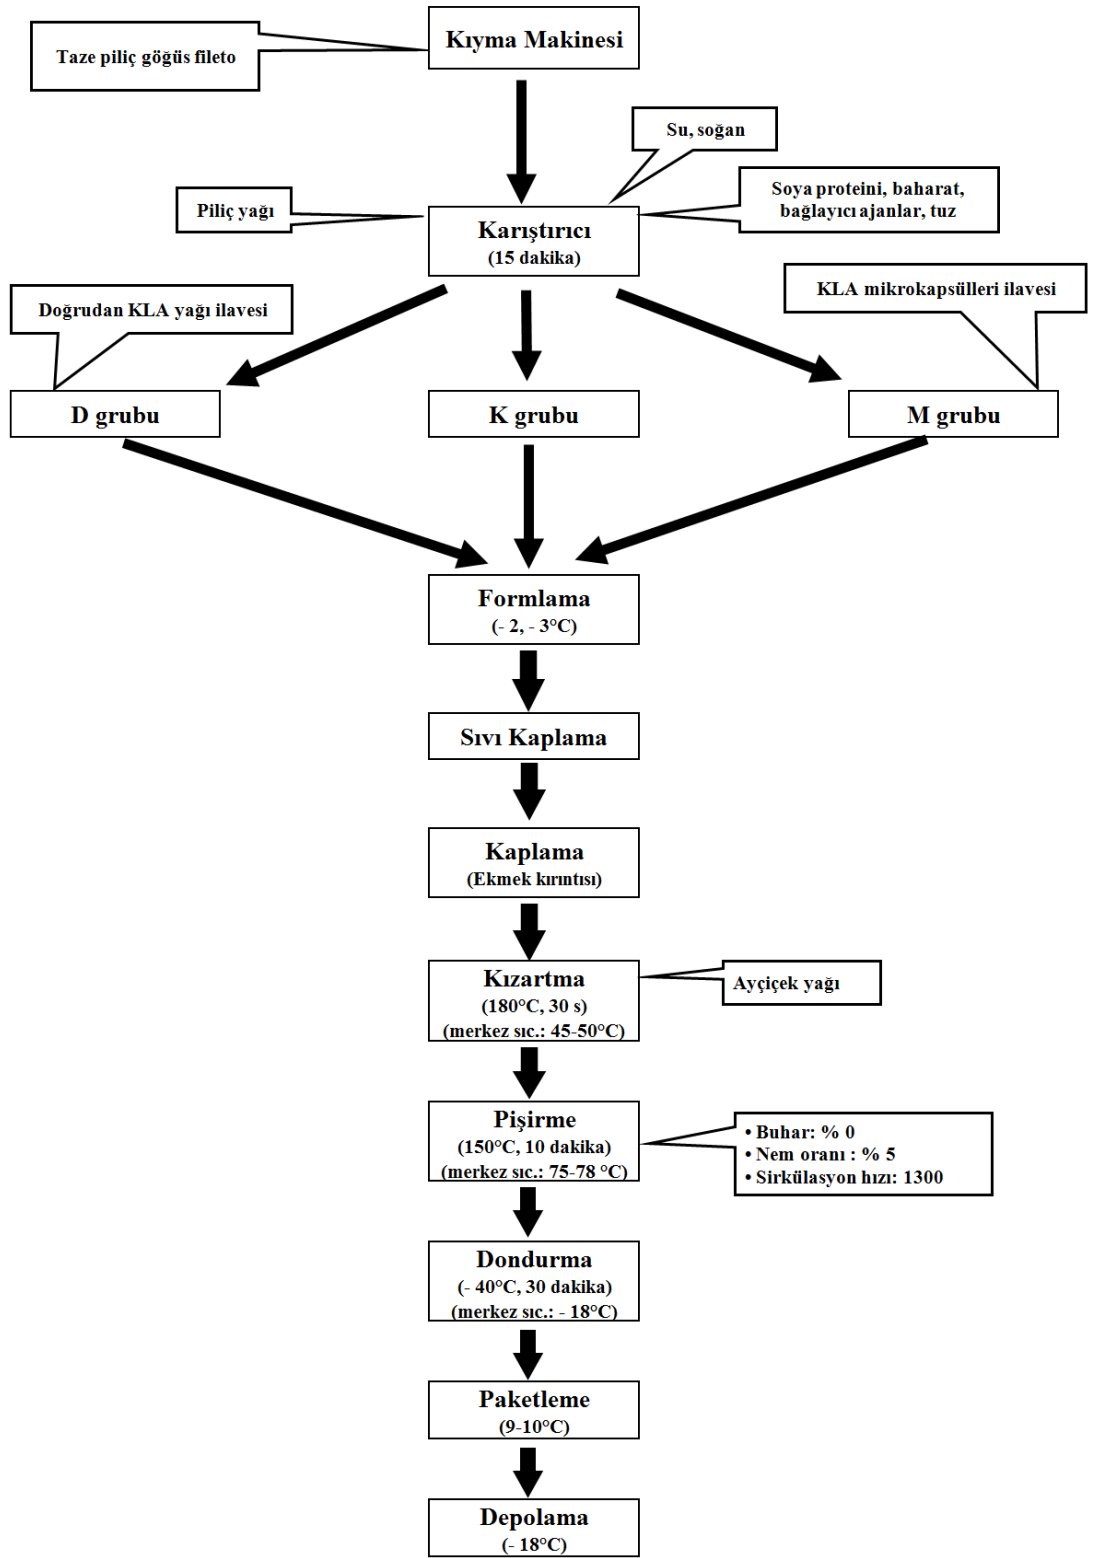 Kıyma Makinesi
Taze piliç göğüs fileto
Su, soğan
Soya proteini, baharat,
bağlayıcı ajanlar, tuz
Piliç yağı
Karıştırıcı
(15 dakika)
Doğrudan KLA yağı ilavesi
KLA mikrokapsülleri ilavesi
D grubu
K grubu
M grubu
Formlama
(- 2, - 3°C)
Sıvı Kaplama
Kaplama
(Ekmek kırıntısı)
Kızartma
(180°C, 30 s)
(merkez sıc.: 45-50°C)
Ayçiçek yağı
Pişirme
(150°C, 10 dakika)
(merkez sıc.: 75-78 °C)
• Buhar: % 0
• Nem oranı : % 5
• Sirkülasyon hızı: 1300
Dondurma
(- 40°C, 30 dakika)
(merkez sıc.: - 18°C)
Paketleme
(9-10°C)
Depolama
(- 18°C)